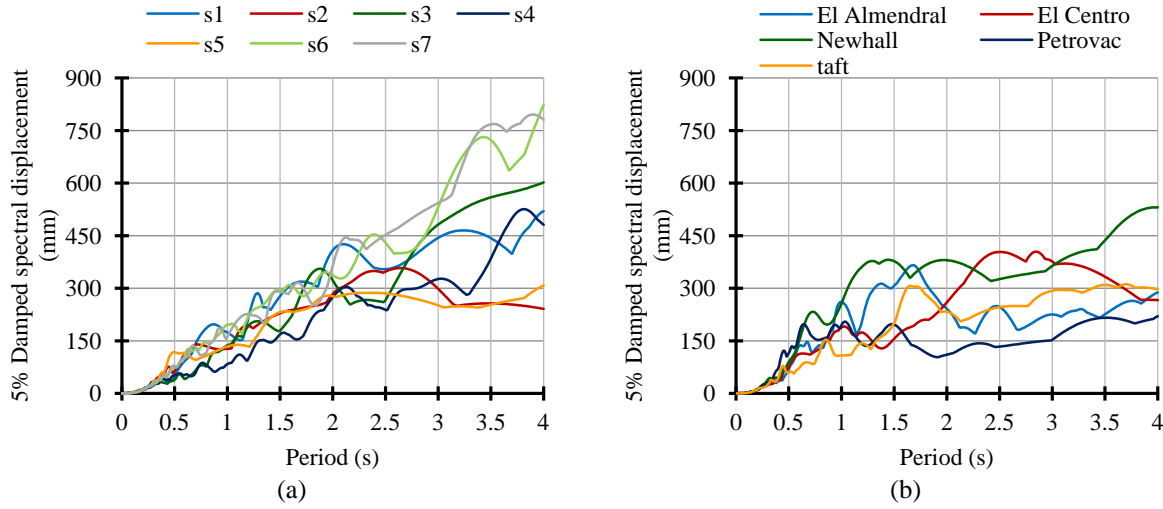 s1 s2 s3 s4
s5 s6 s7
5% Damped spectral displacement
(mm)
900
750
600
450
300
150
0
0 0.5 1 1.5 2 2.5 3 3.5 4
Period (s)
(a)
El Almendral El Centro
Newhall Petrovac
taft
5% Damped spectral displacement
(mm)
900
750
600
450
300
150
0
0 0.5 1 1.5 2 2.5 3 3.5 4
Period (s)
(b)